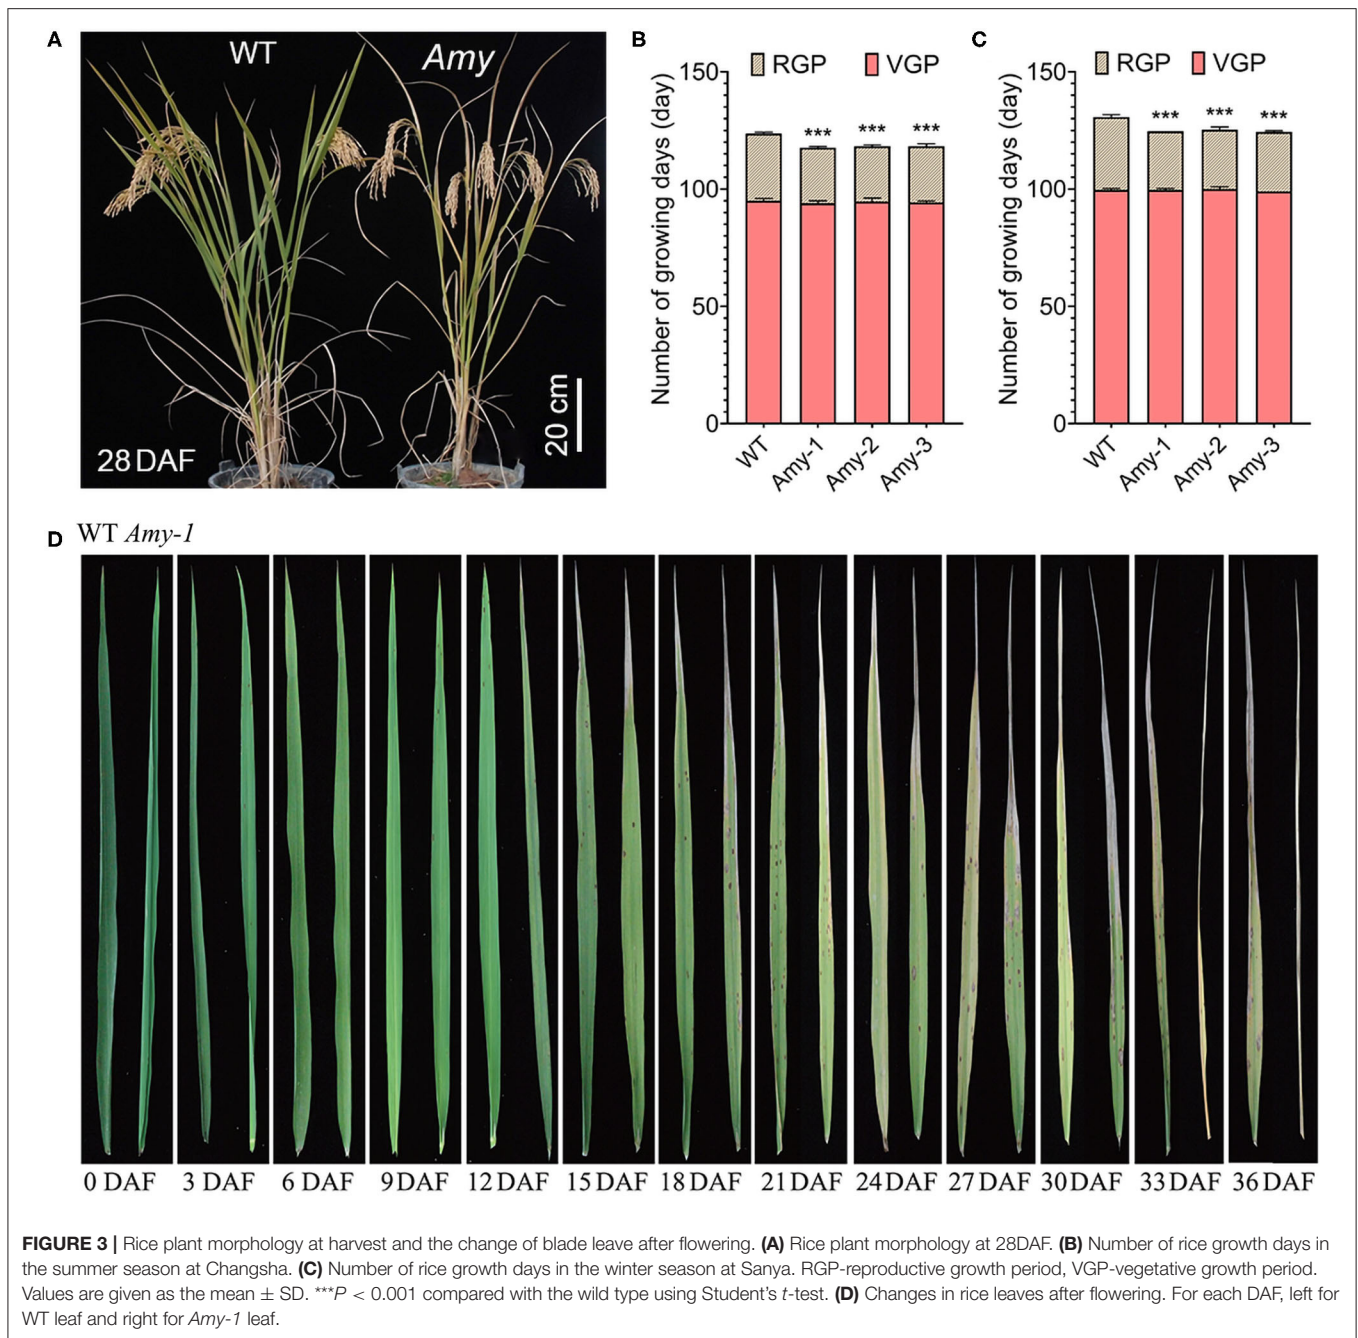 A
WT
Amy
28 DAF
20 cm
B
RGP VGP
Number of growing days (day)
150
100
50
0
*** *** ***
WT Amy-1 Amy-2 Amy-3
C
RGP VGP
Number of growing days (day)
150
100
50
0
*** *** ***
WT Amy-1 Amy-2 Amy-3
D WT Amy-1
0 DAF 3 DAF 6 DAF 9 DAF 12 DAF 15 DAF 18 DAF 21 DAF 24 DAF 27 DAF 30 DAF 33 DAF 36 DAF
FIGURE 3 | Rice plant morphology at harvest and the change of blade leave after flowering. (A) Rice plant morphology at 28DAF. (B) Number of rice growth days in
the summer season at Changsha. (C) Number of rice growth days in the winter season at Sanya. RGP-reproductive growth period, VGP-vegetative growth period.
Values are given as the mean ± SD. ***P < 0.001 compared with the wild type using Student's t-test. (D) Changes in rice leaves after flowering. For each DAF, left for
WT leaf and right for Amy-1 leaf.